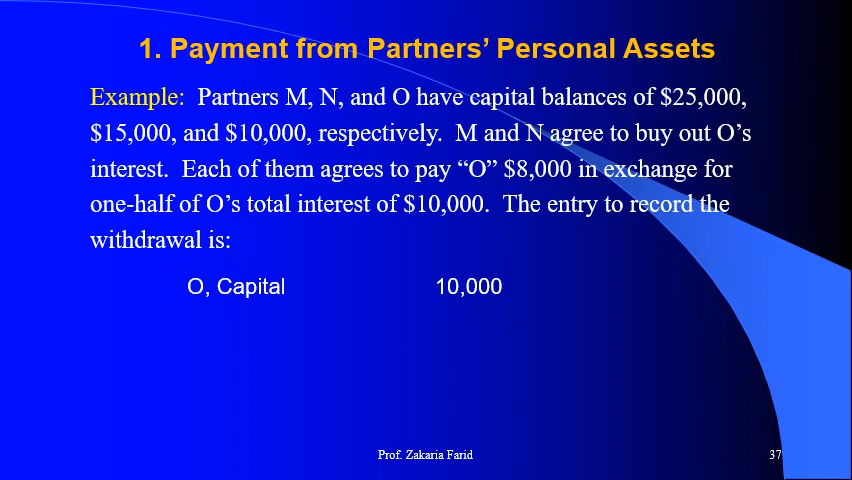 1. Payment from Partners’ Personal Assets
Example: Partners M, N, and O have capital balances of $25,000,
$15,000, and $10,000, respectively. M and N agree to buy out O’s
interest. Each of them agrees to pay “O” $8,000 in exchange for
one-half of O’s total interest of $10,000. The entry to record the
withdrawal is:
O, Capital 10,000
Prof. Zakaria Farid 37